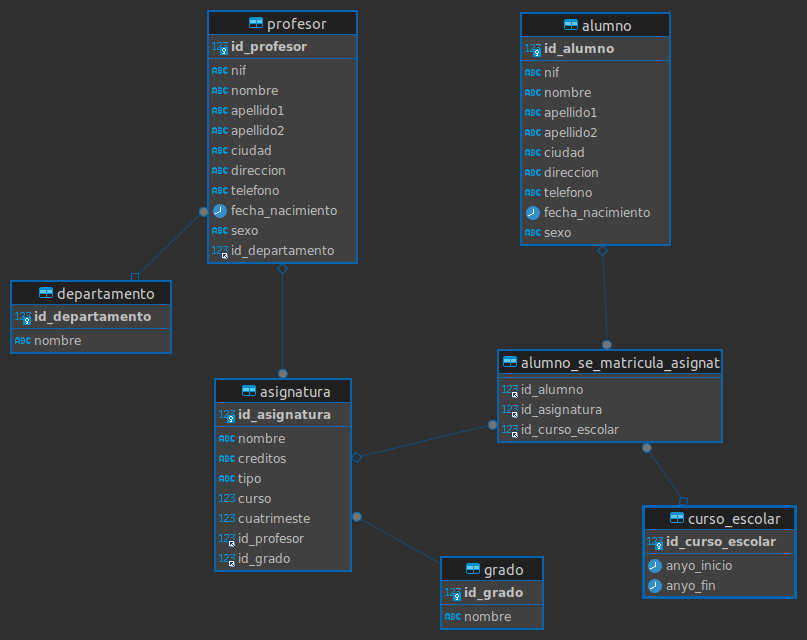 profesor
123 id_profesor
ABC nif
ABC nombre
ABC apellido1
ABC apellido2
ABC ciudad
ABC direccion
ABC telefono
fecha_nacimiento
ABC sexo
123 id_departamento
alumno
123 id_alumno
ABC nif
ABC nombre
ABC apellido1
ABC apellido2
ABC ciudad
ABC direccion
ABC telefono
fecha_nacimiento
ABC sexo
departamento
123 id_departamento
ABC nombre
asignatura
123 id_asignatura
ABC nombre
ABC creditos
ABC tipo
123 curso
123 cuatrimeste
123 id_profesor
123 id_grado
alumno_se_matricula_asignat
123 id_alumno
123 id_asignatura
123 id_curso_escolar
curso_escolar
123 id_curso_escolar
anyo_inicio
anyo_fin
grado
123 id_grado
ABC nombre